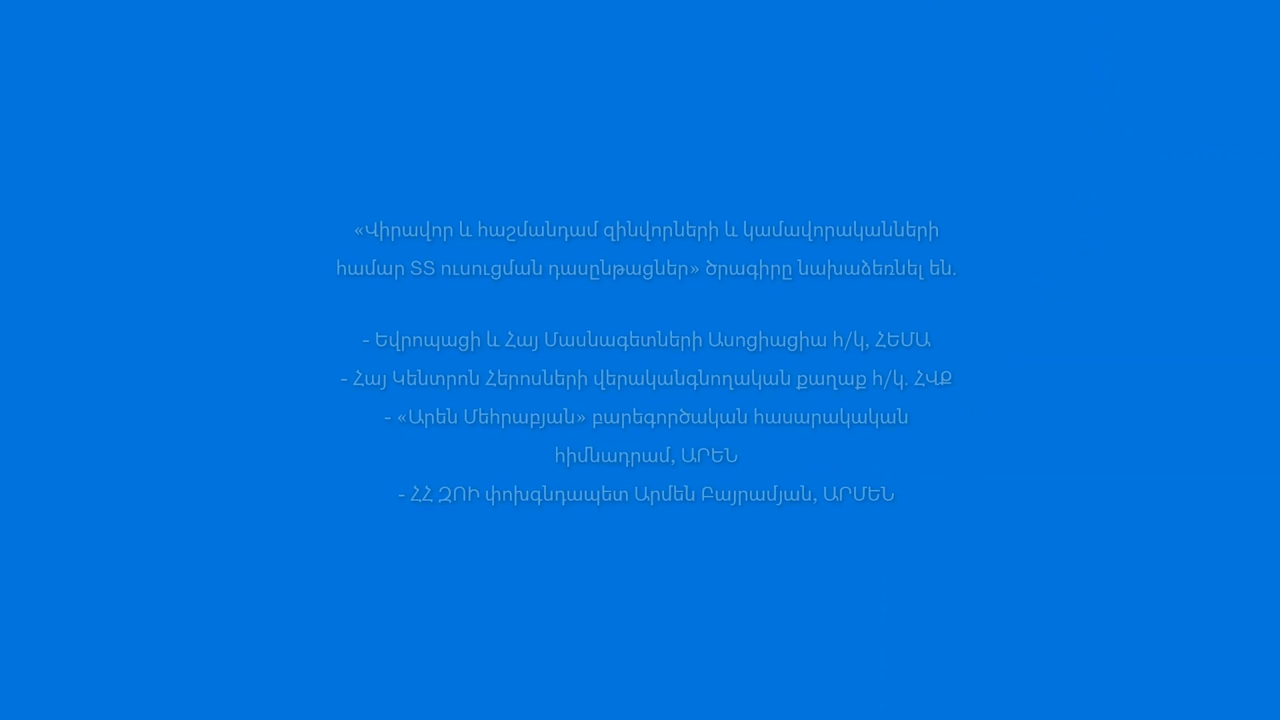 «Վիրավոր և հաշմանդամ զինվորների և կամավորականների
համար ՏՏ ուսուցման դասընթացներ» ծրագիրը նախաձեռնել են.
- Եվրոպացի և Հայ Մասնագետների Ասոցիացիա հ/կ, ՀԵՄԱ
- Հայ Կենտրոն Հերոսների վերականգնողական քաղաք հ/կ. ՀՎՔ
- «Արեն Մեհրաբյան» բարեգործական հասարակական
հիմնադրամ, ԱՐԵՆ
- ՀՀ ԶՈՒ փոխգնդապետ Արմեն Բայրամյան, ԱՐՄԵՆ